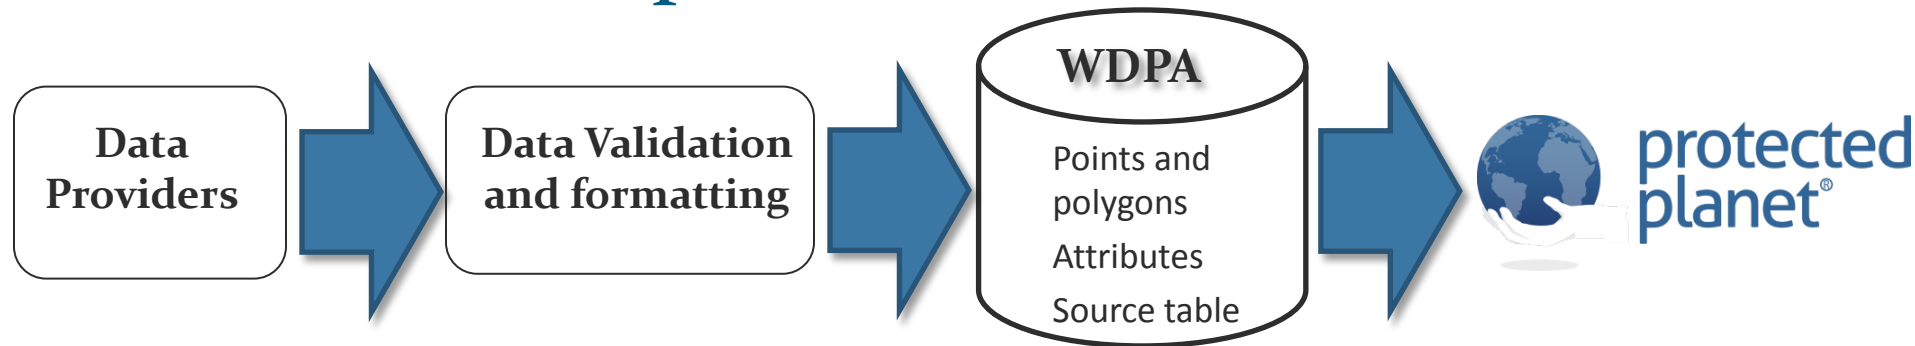 Data
Providers
Data Validation
and formatting
WDPA
Points and
polygons
Attributes
Source table
protected
planet®